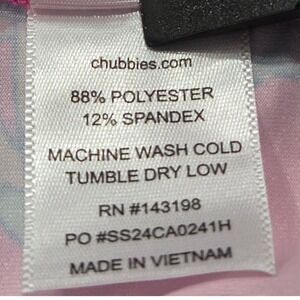 chubbies.com
88% POLYESTER
12% SPANDEX
MACHINE WASH COLD
TUMBLE DRY LOW
RN #143198
PO #SS24CA0241H
MADE IN VIETNAM